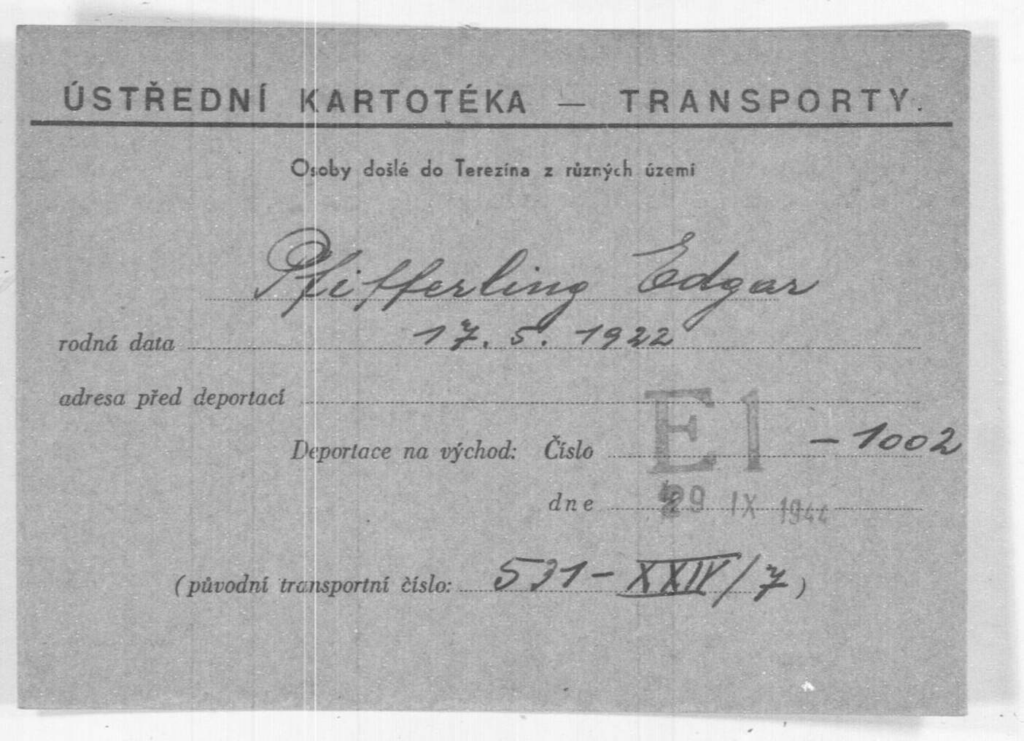 ÚSTŘEDNÍ KARTOTÉKA — TRANSPORTY.
Osoby došlé do Terezína z různých území
Pfifferling Edgar
rodná data 17. 5. 1922
adresa před deportací
Deportace na východ: Číslo El - 1002
dne 29 IX 1944
(původní transportní číslo: 531 - XXIV/7)